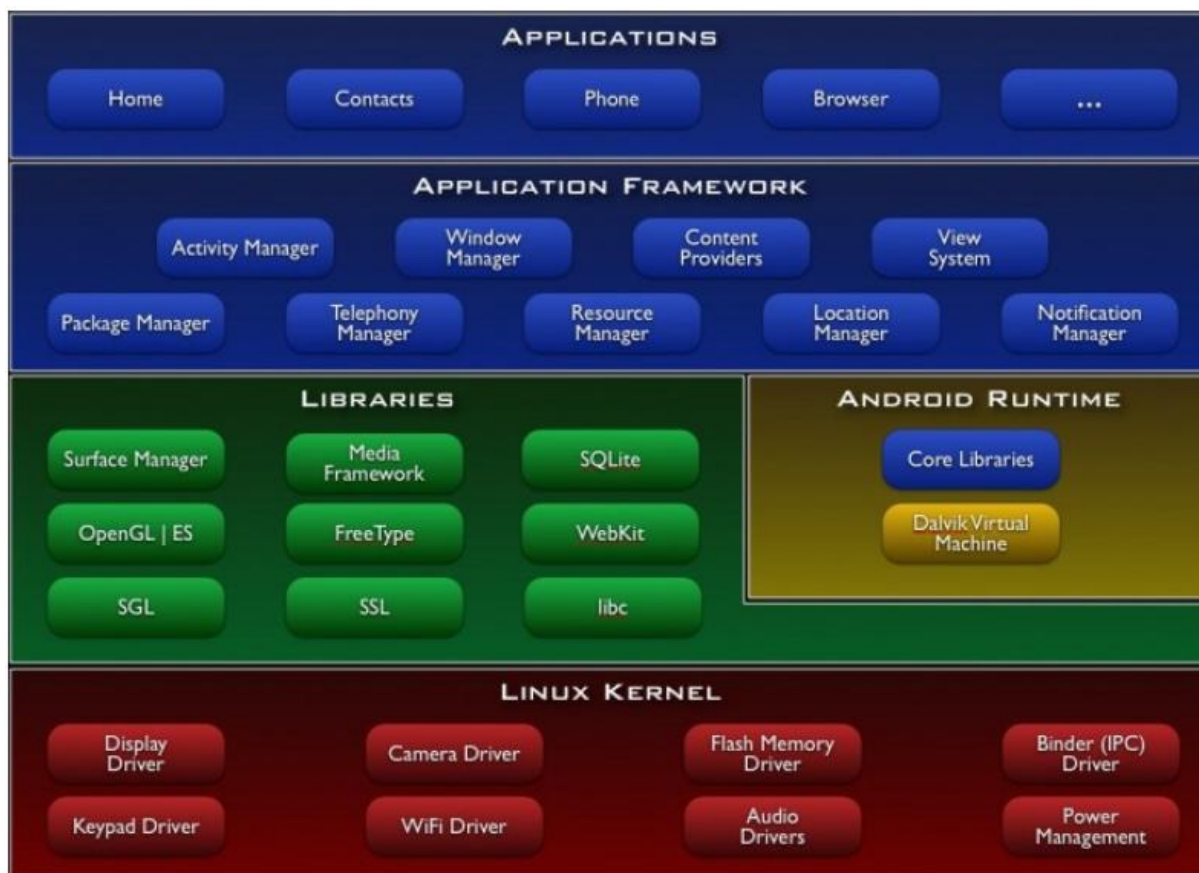 APPLICATIONS
Home
Contacts
Phone
Browser
...
APPLICATION FRAMEWORK
Activity Manager
Window
Manager
Content
Providers
View
System
Package Manager
Telephony
Manager
Resource
Manager
Location
Manager
Notification
Manager
LIBRARIES
Surface Manager
Media
Framework
SQLite
OpenGL | ES
FreeType
WebKit
SGL
SSL
libc
ANDROID RUNTIME
Core Libraries
Dalvik Virtual
Machine
LINUX KERNEL
Display
Driver
Camera Driver
Flash Memory
Driver
Binder (IPC)
Driver
Keypad Driver
WiFi Driver
Audio
Drivers
Power
Management